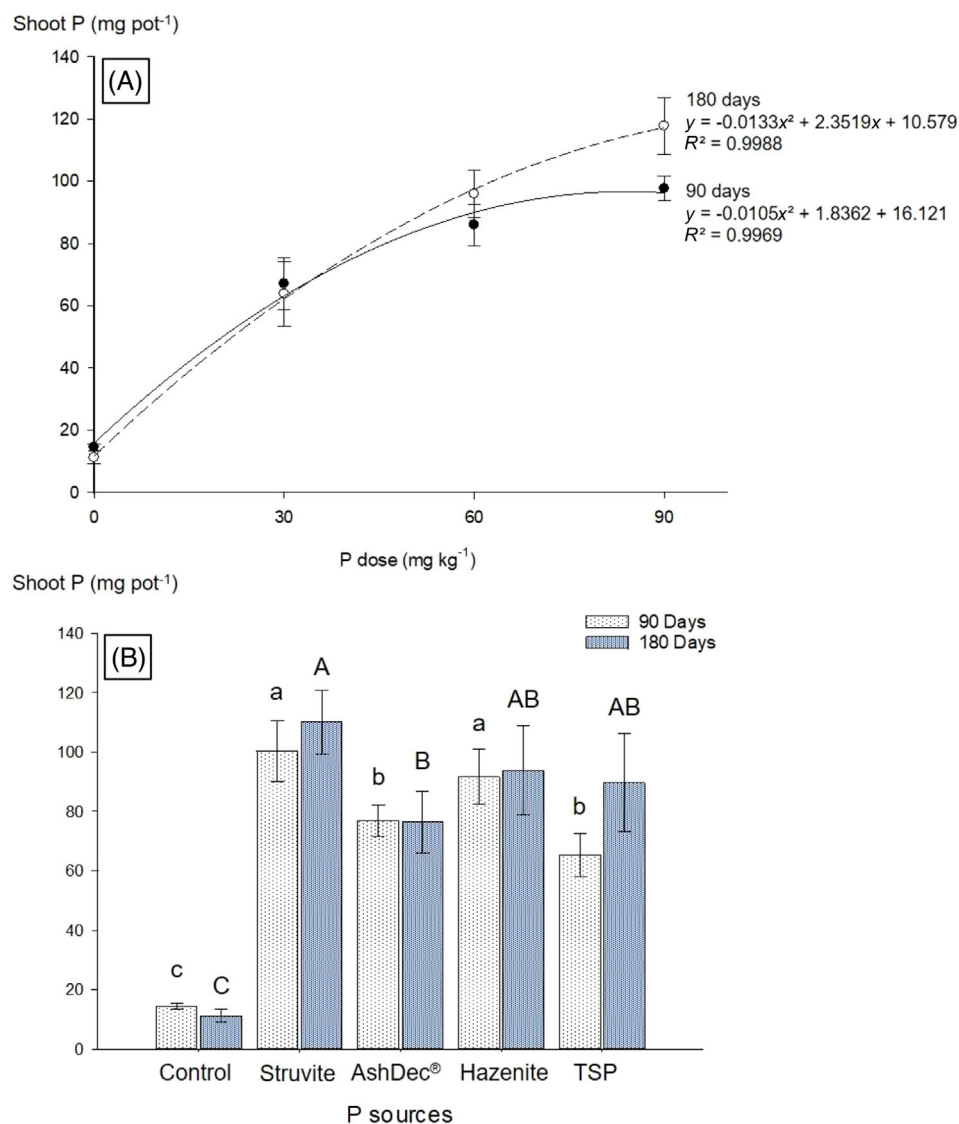 Shoot P (mg pot⁻¹)
140
(A)
120
100
80
60
40
20
0
180 days
y = -0.0133x² + 2.3519x + 10.579
R² = 0.9988
90 days
y = -0.0105x² + 1.8362 + 16.121
R² = 0.9969
0 30 60 90
P dose (mg kg⁻¹)
Shoot P (mg pot⁻¹)
140
(B)
120
100
80
60
40
20
0
90 Days
180 Days
c C a A b B a AB b AB
Control Struvite AshDec® Hazenite TSP
P sources